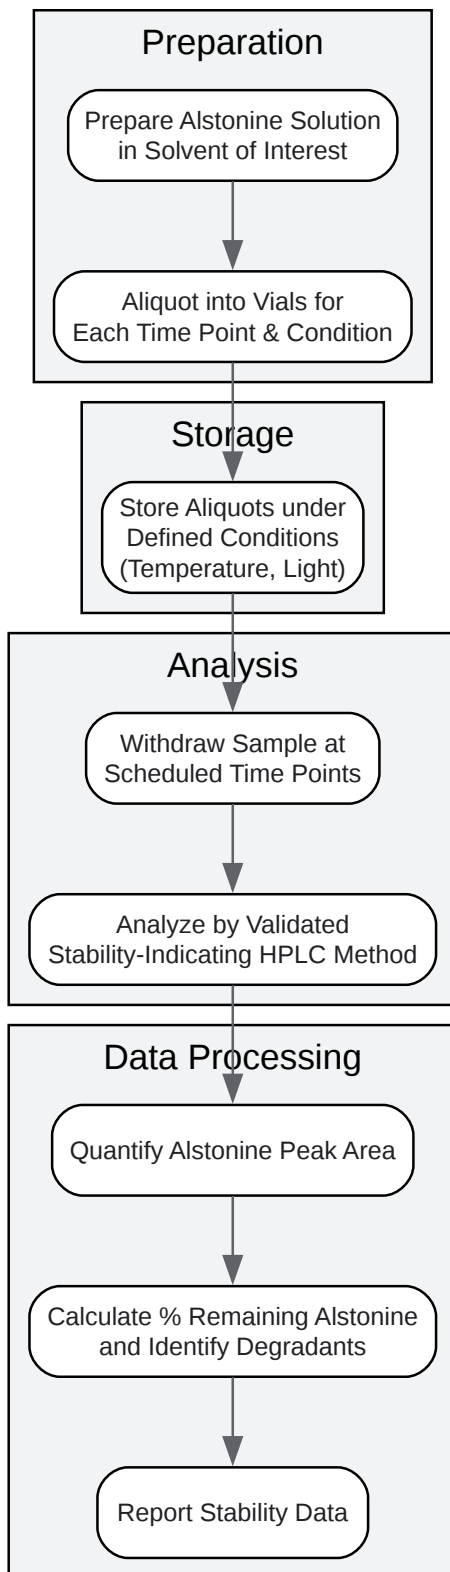 Preparation
Prepare Alstonine Solution
in Solvent of Interest
Aliquot into Vials for
Each Time Point & Condition
Storage
Store Aliquots under
Defined Conditions
(Temperature, Light)
Analysis
Withdraw Sample at
Scheduled Time Points
Analyze by Validated
Stability-Indicating HPLC Method
Data Processing
Quantify Alstonine Peak Area
Calculate % Remaining Alstonine
and Identify Degradants
Report Stability Data